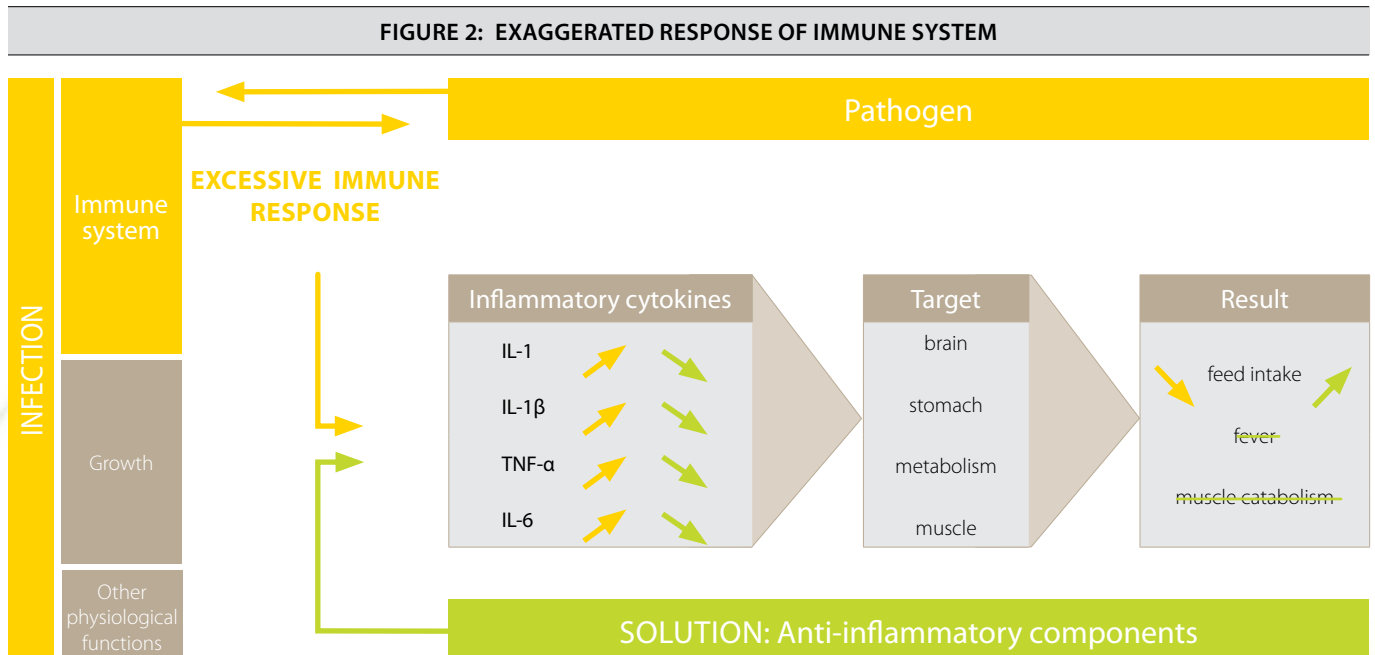 FIGURE 2: EXAGGERATED RESPONSE OF IMMUNE SYSTEM
INFECTION
Immune
system
Growth
Other
physiological
functions
Pathogen
EXCESSIVE IMMUNE
RESPONSE
Inflammatory cytokines
IL-1
IL-1β
TNF-α
IL-6
Target
brain
stomach
metabolism
muscle
Result
feed intake
fever
muscle catabolism
SOLUTION: Anti-inflammatory components